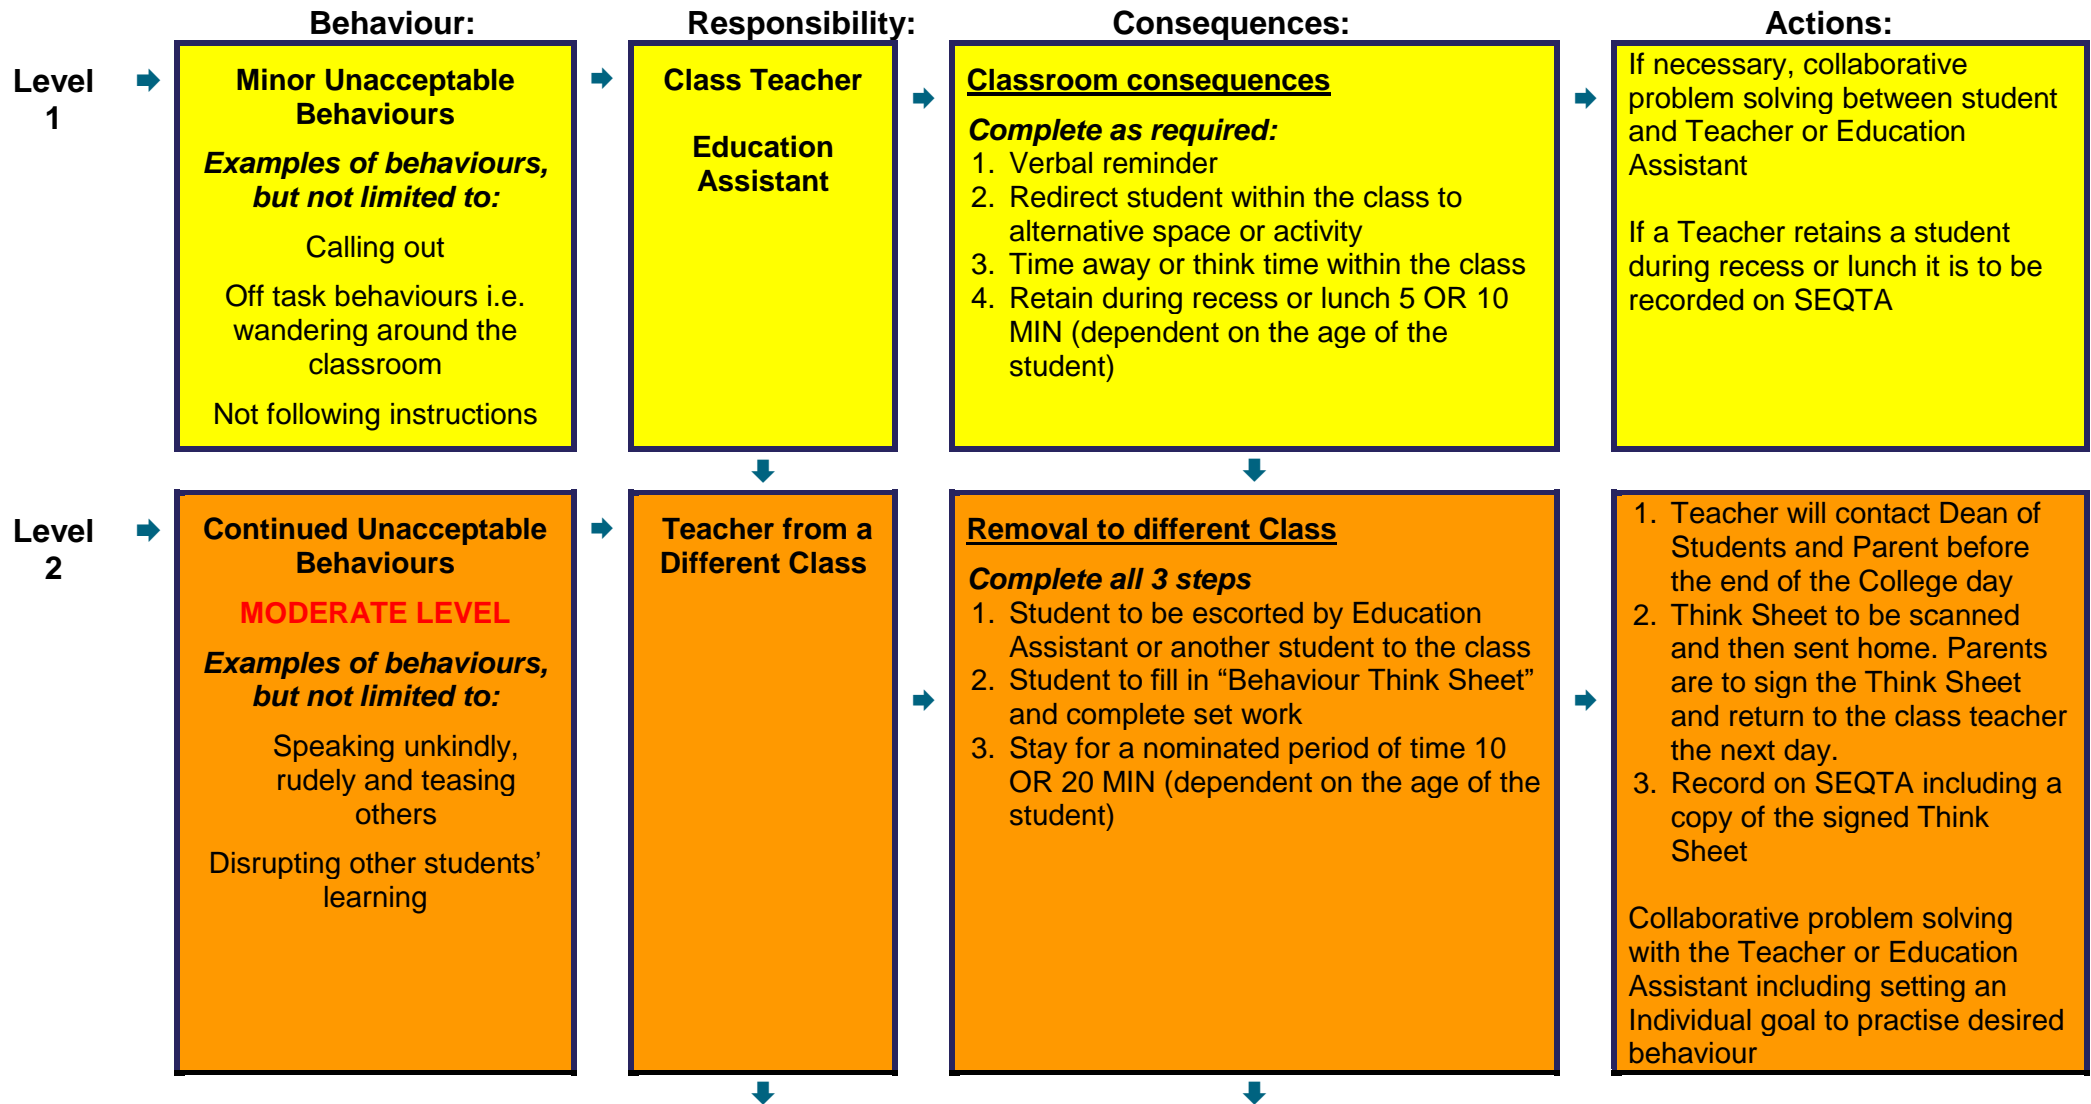 Behaviour:
Responsibility:
Consequences:
Actions:
Level
1
Minor Unacceptable
Behaviours
Examples of behaviours,
but not limited to:
Calling out
Off task behaviours i.e.
wandering around the
classroom
Not following instructions
Class Teacher
Education
Assistant
Classroom consequences
Complete as required:
1. Verbal reminder
2. Redirect student within the class to
alternative space or activity
3. Time away or think time within the class
4. Retain during recess or lunch 5 OR 10
MIN (dependent on the age of the
student)
If necessary, collaborative
problem solving between student
and Teacher or Education
Assistant
If a Teacher retains a student
during recess or lunch it is to be
recorded on SEQTA
Level
2
Continued Unacceptable
Behaviours
MODERATE LEVEL
Examples of behaviours,
but not limited to:
Speaking unkindly,
rudely and teasing
others
Disrupting other students’
learning
Teacher from a
Different Class
Removal to different Class
Complete all 3 steps
1. Student to be escorted by Education
Assistant or another student to the class
2. Student to fill in “Behaviour Think Sheet”
and complete set work
3. Stay for a nominated period of time 10
OR 20 MIN (dependent on the age of the
student)
1. Teacher will contact Dean of
Students and Parent before
the end of the College day
2. Think Sheet to be scanned
and then sent home. Parents
are to sign the Think Sheet
and return to the class teacher
the next day.
3. Record on SEQTA including a
copy of the signed Think
Sheet
Collaborative problem solving
with the Teacher or Education
Assistant including setting an
Individual goal to practise desired
behaviour